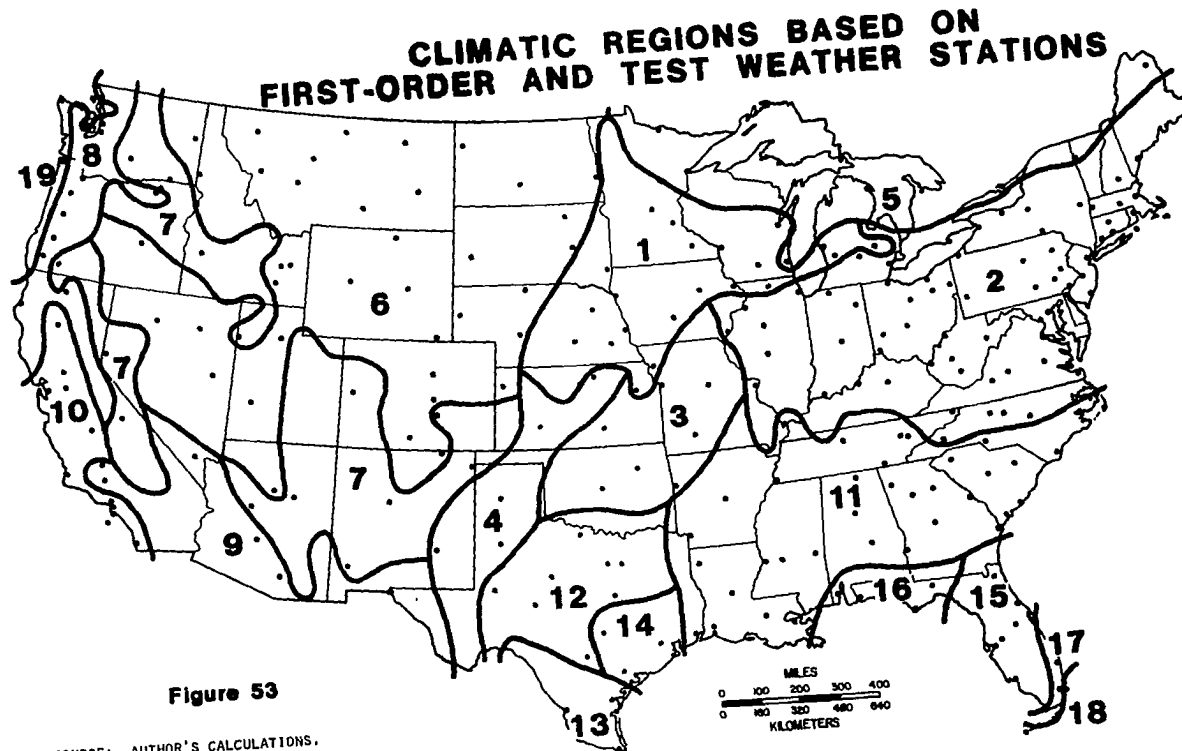 CLIMATIC REGIONS BASED ON
FIRST-ORDER AND TEST WEATHER STATIONS
19
8
7
5
1
6
2
7
10
3
7
4
11
9
12
16
15
14
17
13
18
MILES
0 100 200 300 400
0 160 320 480 640
KILOMETERS
Figure 53
SOURCE: AUTHOR'S CALCULATIONS.